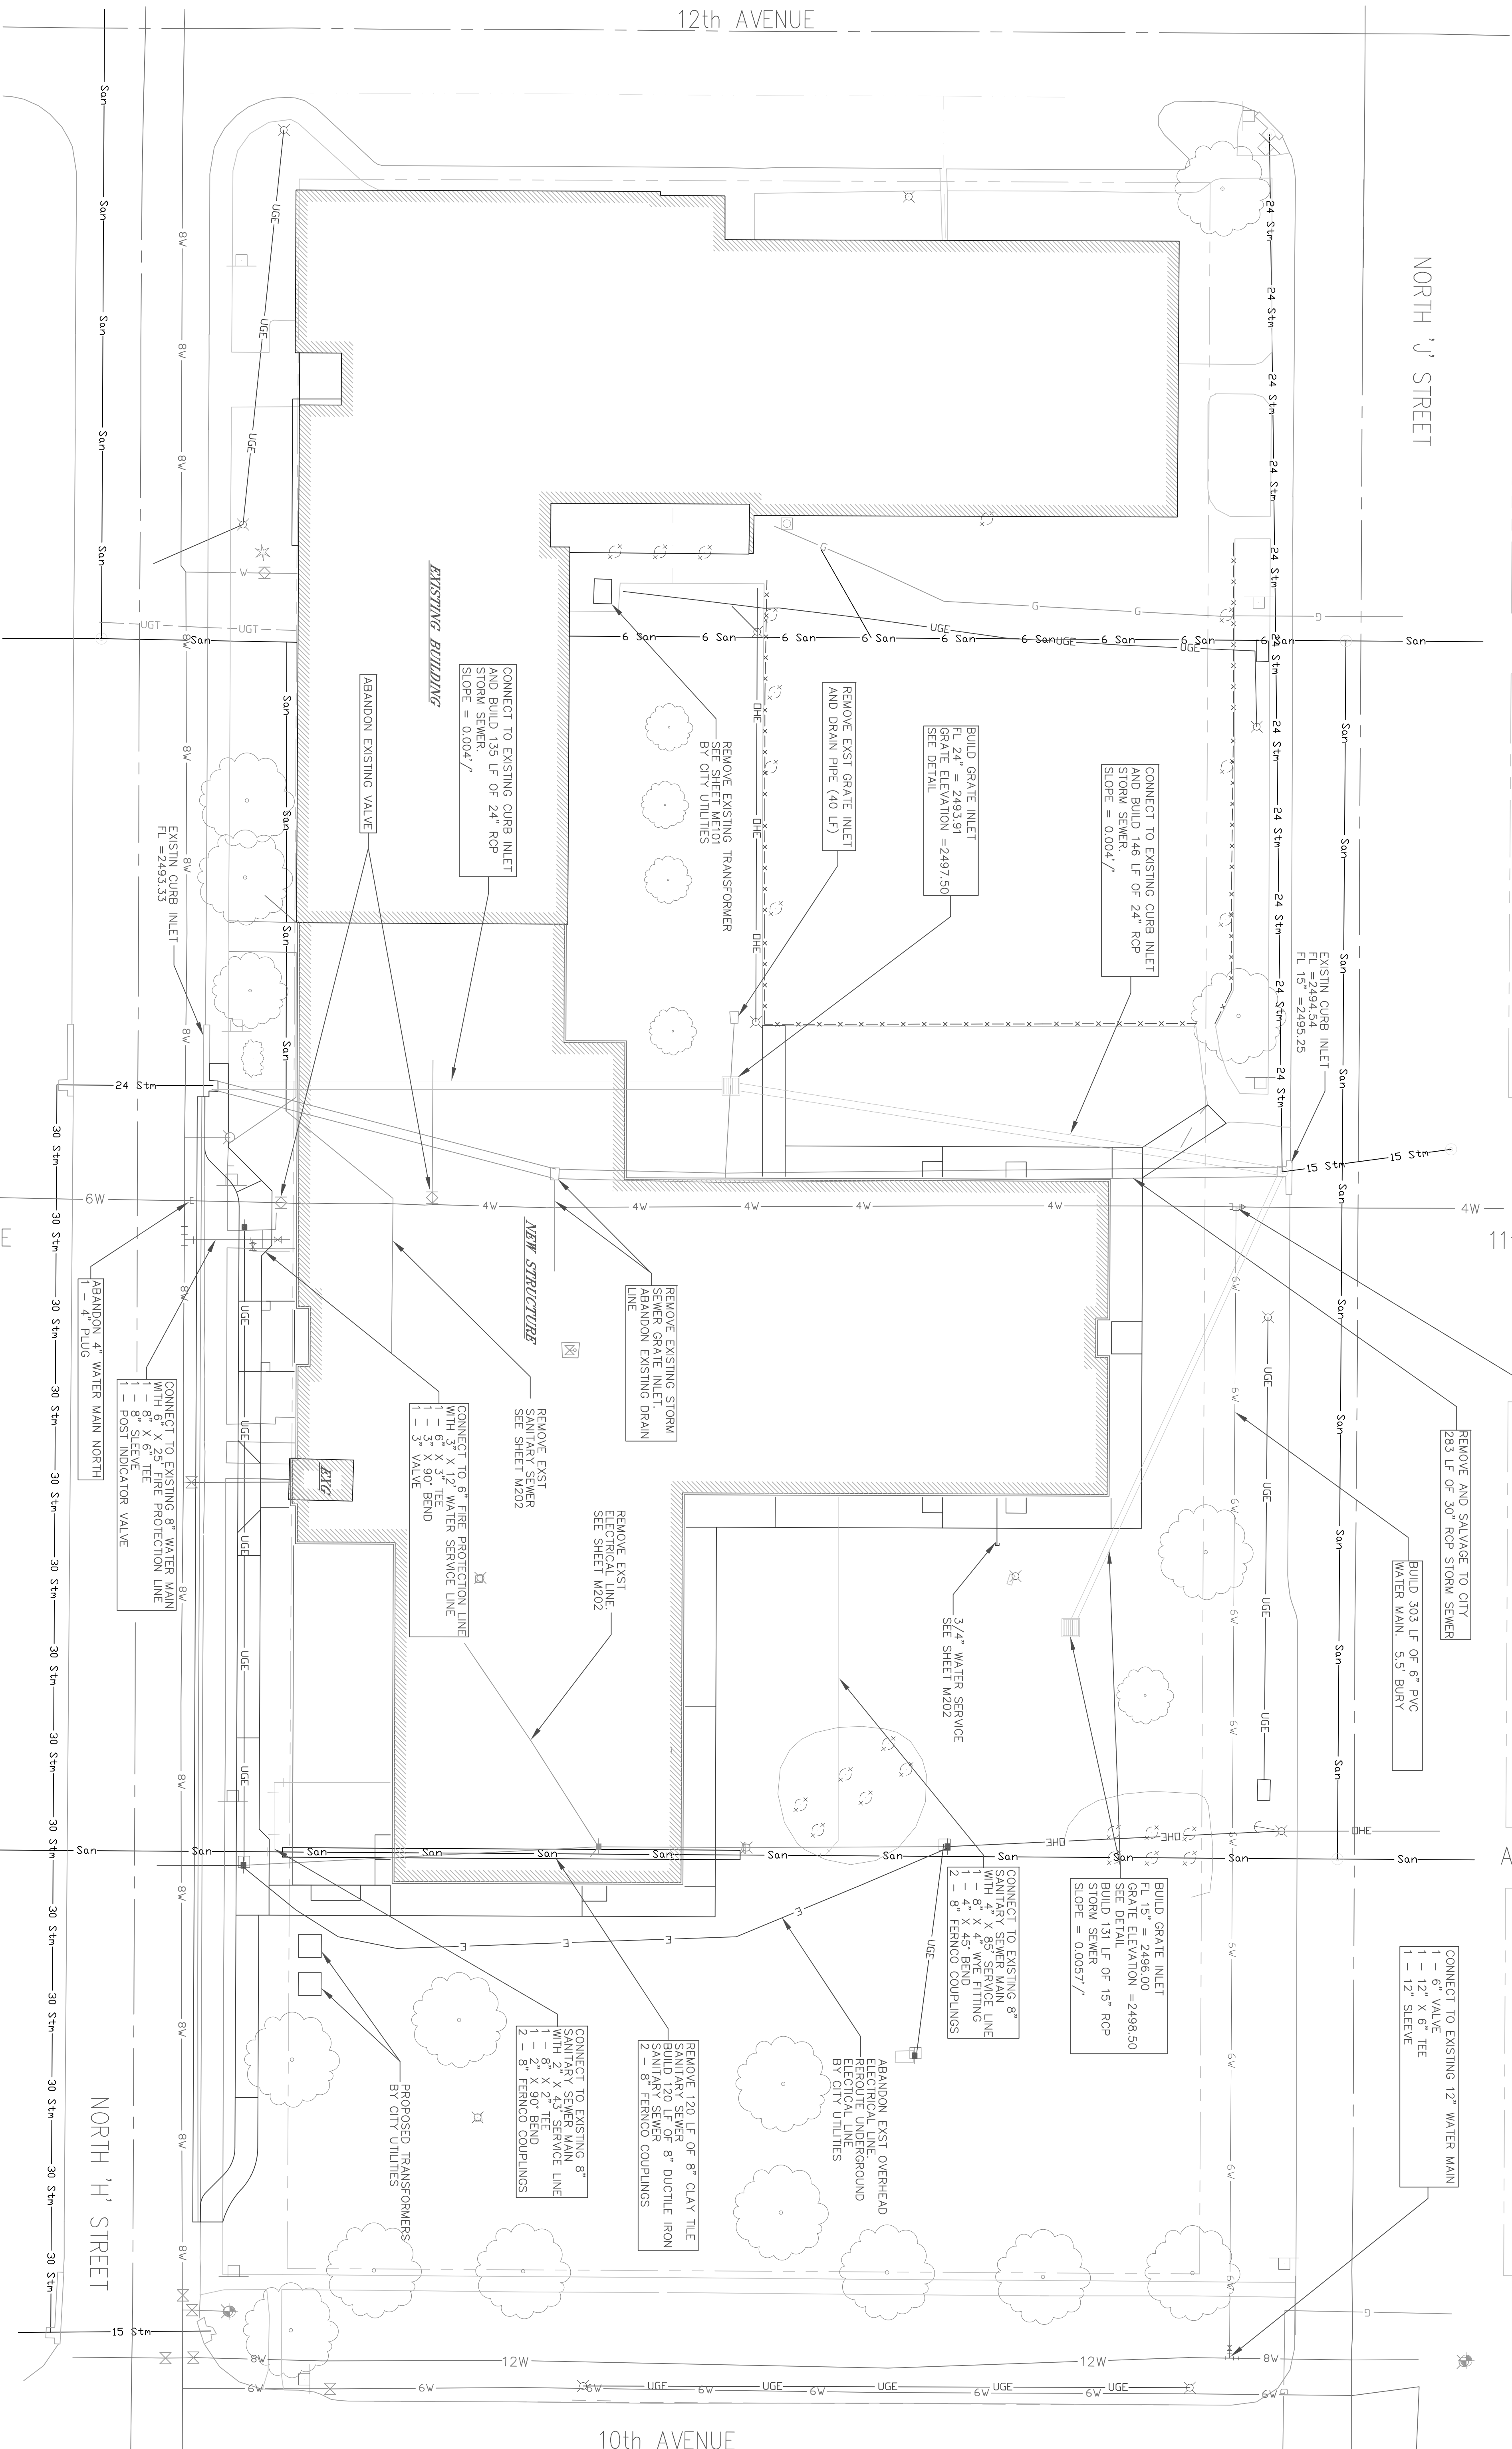 12th AVENUE
NORTH 'J' STREET
EXISTING BUILDING
CONNECT TO EXISTING CURB INLET
AND BUILD 135 LF OF 24" RCP
STORM SEWER.
SLOPE = 0.004'/'
ABANDON EXISTING VALVE
EXISTIN CURB INLET
FL =2493.33
REMOVE EXISTING TRANSFORMER
SEE SHEET ME101
BY CITY UTILITIES
REMOVE EXST GRATE INLET
AND DRAIN PIPE (40 LF)
BUILD GRATE INLET
FL 24" = 2493.91
GRATE ELEVATION =2497.50
SEE DETAIL
CONNECT TO EXISTING CURB INLET
AND BUILD 146 LF OF 24" RCP
STORM SEWER.
SLOPE = 0.004'/'
EXISTIN CURB INLET
FL =2494.54
FL 15" =2495.25
NEW STRUCTURE
EXG
ABANDON 4" WATER MAIN NORTH
1 - 4" PLUG
CONNECT TO EXISTING 8" WATER MAIN
WITH 6" X 25' FIRE PROTECTION LINE
1 - 8" X 6" TEE
1 - 8" SLEEVE
1 - POST INDICATOR VALVE
CONNECT TO 6" FIRE PROTECTION LINE
WITH 3" X 12' WATER SERVICE LINE
1 - 6" X 3" TEE
1 - 3" X 90° BEND
1 - 3" VALVE
REMOVE EXST
SANITARY SEWER
SEE SHEET M202
REMOVE EXISTING STORM
SEWER GRATE INLET.
ABANDON EXISTING DRAIN
LINE
REMOVE EXST
ELECTRICAL LINE.
SEE SHEET M202
3/4" WATER SERVICE
SEE SHEET M202
REMOVE AND SALVAGE TO CITY
283 LF OF 30" RCP STORM SEWER
BUILD 303 LF OF 6" PVC
WATER MAIN. 5.5' BURY
CONNECT TO EXISTING 12" WATER MAIN
1 - 6" VALVE
1 - 12" X 6" TEE
1 - 12" SLEEVE
BUILD GRATE INLET
FL 15" = 2496.00
GRATE ELEVATION =2498.50
SEE DETAIL
BUILD 131 LF OF 15" RCP
STORM SEWER
SLOPE = 0.0057'/'
CONNECT TO EXISTING 8"
SANITARY SEWER MAIN
WITH 4" X 85' SERVICE LINE
1 - 8" X 4" WYE FITTING
1 - 4" X 45° BEND
2 - 8" FERNCO COUPLINGS
ABANDON EXST OVERHEAD
ELECTRICAL LINE.
REROUTE UNDERGROUND
ELECTICAL LINE
BY CITY UTILITIES
REMOVE 120 LF OF 8" CLAY TILE
SANITARY SEWER
BUILD 120 LF OF 8" DUCTILE IRON
SANITARY SEWER
2 - 8" FERNCO COUPLINGS
CONNECT TO EXISTING 8"
SANITARY SEWER MAIN
WITH 2" X 43' SERVICE LINE
1 - 8" X 2" TEE
1 - 2" X 90° BEND
2 - 8" FERNCO COUPLINGS
PROPOSED TRANSFORMERS
BY CITY UTILITIES
NORTH 'H' STREET
10th AVENUE
San
6 San
24 Stm
30 Stm
15 Stm
UGE
UGT
OHE
8W
6W
4W
12W
W
G
E